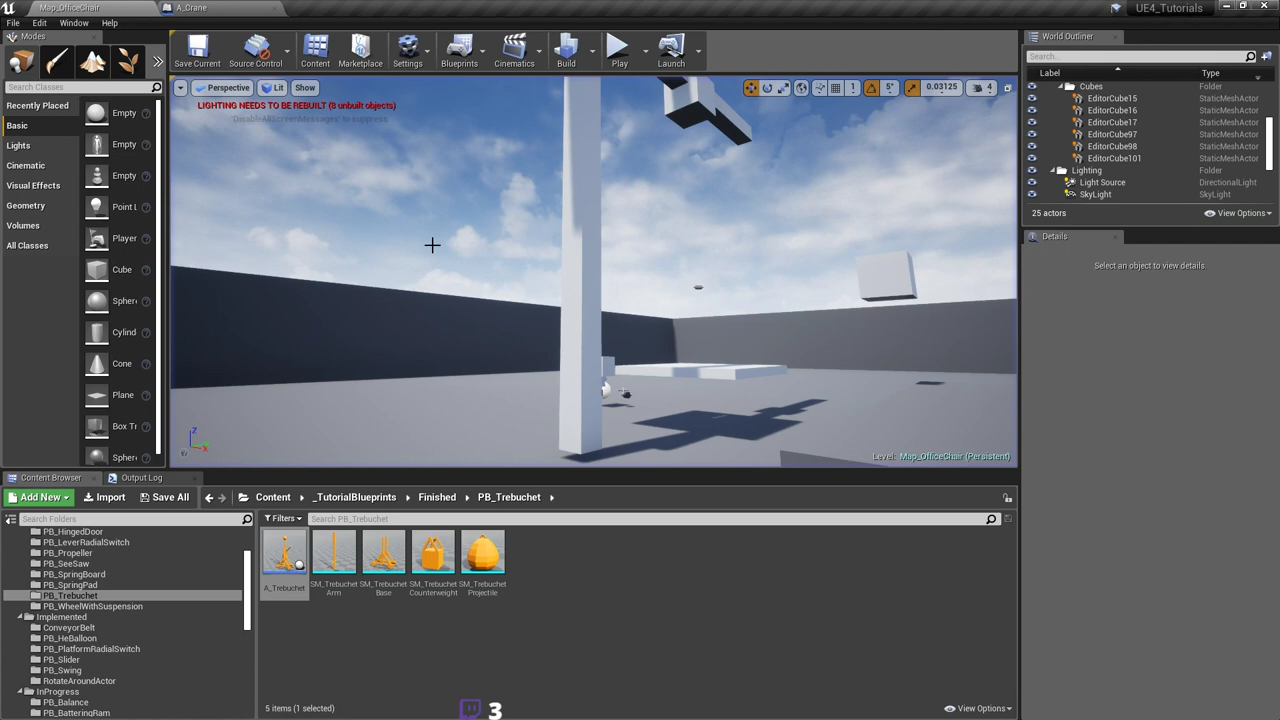 Map_OfficeChair
A_Crane
UE4_Tutorials
File Edit Window Help
Modes
Search Classes
Recently Placed
Basic
Lights
Cinematic
Visual Effects
Geometry
Volumes
All Classes
Empty
Empty
Empty
Point L
Player
Cube
Spher
Cylind
Cone
Plane
Box Tr
Spher
Save Current
Source Control
Content
Marketplace
Settings
Blueprints
Cinematics
Build
Play
Launch
Perspective
Lit
Show
1
5°
0.03125
4
LIGHTING NEEDS TO BE REBUILT (8 unbuilt objects)
'DisableAllScreenMessages' to suppress
Z
X
Level: Map_OfficeChair (Persistent)
World Outliner
Search...
Label Type
Cubes Folder
EditorCube15 StaticMeshActor
EditorCube16 StaticMeshActor
EditorCube17 StaticMeshActor
EditorCube97 StaticMeshActor
EditorCube98 StaticMeshActor
EditorCube101 StaticMeshActor
Lighting Folder
Light Source DirectionalLight
SkyLight SkyLight
25 actors
View Options
Details
Select an object to view details.
Content Browser
Output Log
Add New
Import
Save All
Content
_TutorialBlueprints
Finished
PB_Trebuchet
Search Folders
Filters
Search PB_Trebuchet
PB_HingedDoor
PB_LeverRadialSwitch
PB_Propeller
PB_SeeSaw
PB_SpringBoard
PB_SpringPad
PB_Trebuchet
PB_WheelWithSuspension
Implemented
ConveyorBelt
PB_HeBalloon
PB_PlatformRadialSwitch
PB_Slider
PB_Swing
RotateAroundActor
InProgress
PB_Balance
PB_BatteringRam
A_Trebuchet
SM_Trebuchet
Arm
SM_Trebuchet
Base
SM_Trebuchet
Counterweight
SM_Trebuchet
Projectile
5 items (1 selected)
View Options
3